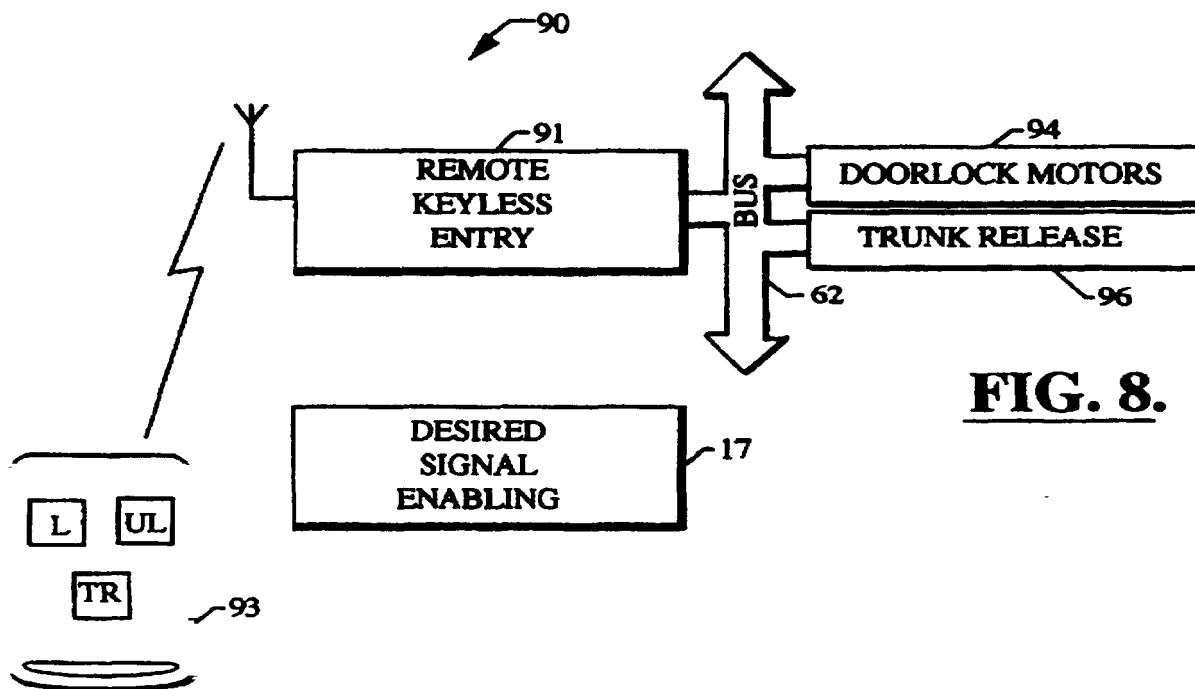 90
91
REMOTE
KEYLESS
ENTRY
BUS
94
DOORLOCK MOTORS
TRUNK RELEASE
62
96
FIG. 8.
DESIRED
SIGNAL
ENABLING
17
L
UL
TR
93